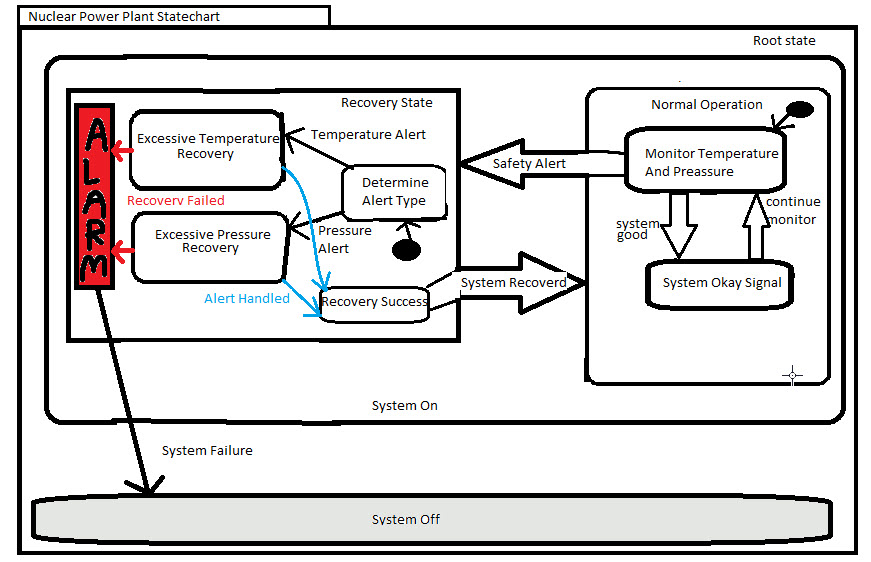 Nuclear Power Plant Statechart
Root state
Recovery State
Normal Operation
ALARM
Excessive Temperature
Recovery
Temperature Alert
Safety Alert
Monitor Temperature
And Preassure
Determine
Alert Type
Recovery Failed
continue
monitor
system
good
Excessive Pressure
Recovery
Pressure
Alert
System Okay Signal
System Recoverd
Alert Handled
Recovery Success
System On
System Failure
System Off